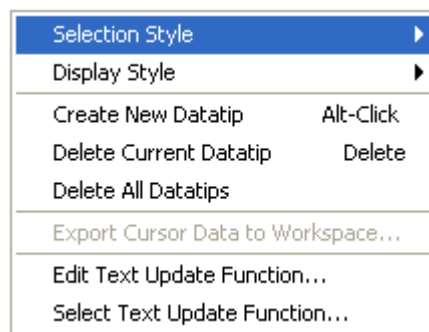 Selection Style
Display Style
Create New Datatip Alt-Click
Delete Current Datatip Delete
Delete All Datatips
Export Cursor Data to Workspace...
Edit Text Update Function...
Select Text Update Function...